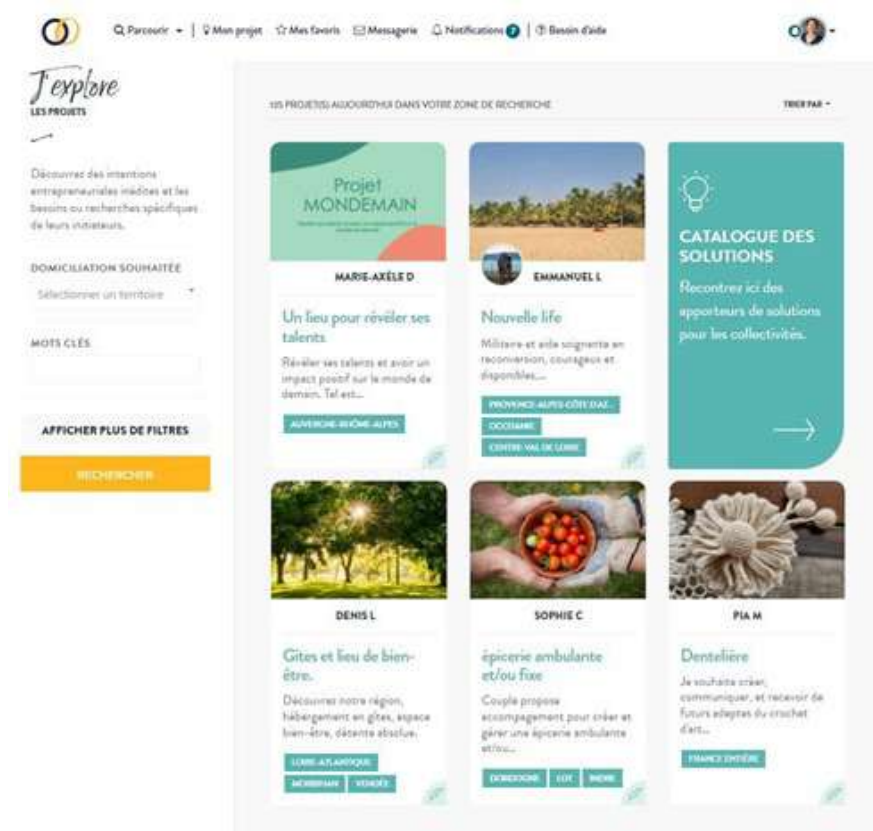 Parcourir
Mon projet
Mes favoris
Messagerie
Notifications 7
Besoin d'aide
J'explore
LES PROJETS
Découvrez des intentions
entrepreneuriales inédites et les
besoins ou recherches spécifiques
de leurs initiateurs.
DOMICILIATION SOUHAITÉE
Sélectionner un territoire
MOTS CLÉS
AFFICHER PLUS DE FILTRES
RECHERCHER
PROJET(S) AUJOURD'HUI DANS VOTRE ZONE DE RECHERCHE
TRIER PAR
Projet
MONDEMAIN
MARIE-AXÈLE D
Un lieu pour révéler ses
talents
Révéler ses talents et avoir un
impact positif sur le monde de
demain. Tel est...
AUVERGNE-RHÔNE-ALPES
EMMANUEL L
Nouvelle life
Militaire et aide soignante en
reconversion, courageux et
disponibles,...
PROVENCE-ALPES-CÔTE D'AZ...
OCCITANIE
CENTRE-VAL DE LOIRE
CATALOGUE DES
SOLUTIONS
Recontrez ici des
apporteurs de solutions
pour les collectivités.
DENIS L
Gîtes et lieu de bien-
être.
Découvrez notre région,
hébergement en gîtes, espace
bien-être, détente absolue.
LOIRE-ATLANTIQUE
MORBIHAN
VENDÉE
SOPHIE C
épicerie ambulante
et/ou fixe
Couple propose
accompagement pour créer et
gérer une épicerie ambulante
et/ou...
DORDOGNE
LOT
INDRE
PIA M
Dentelière
Je souhaite créer,
communiquer, et recevoir de
futurs adeptes du crochet
d'art...
FRANCE ENTIÈRE